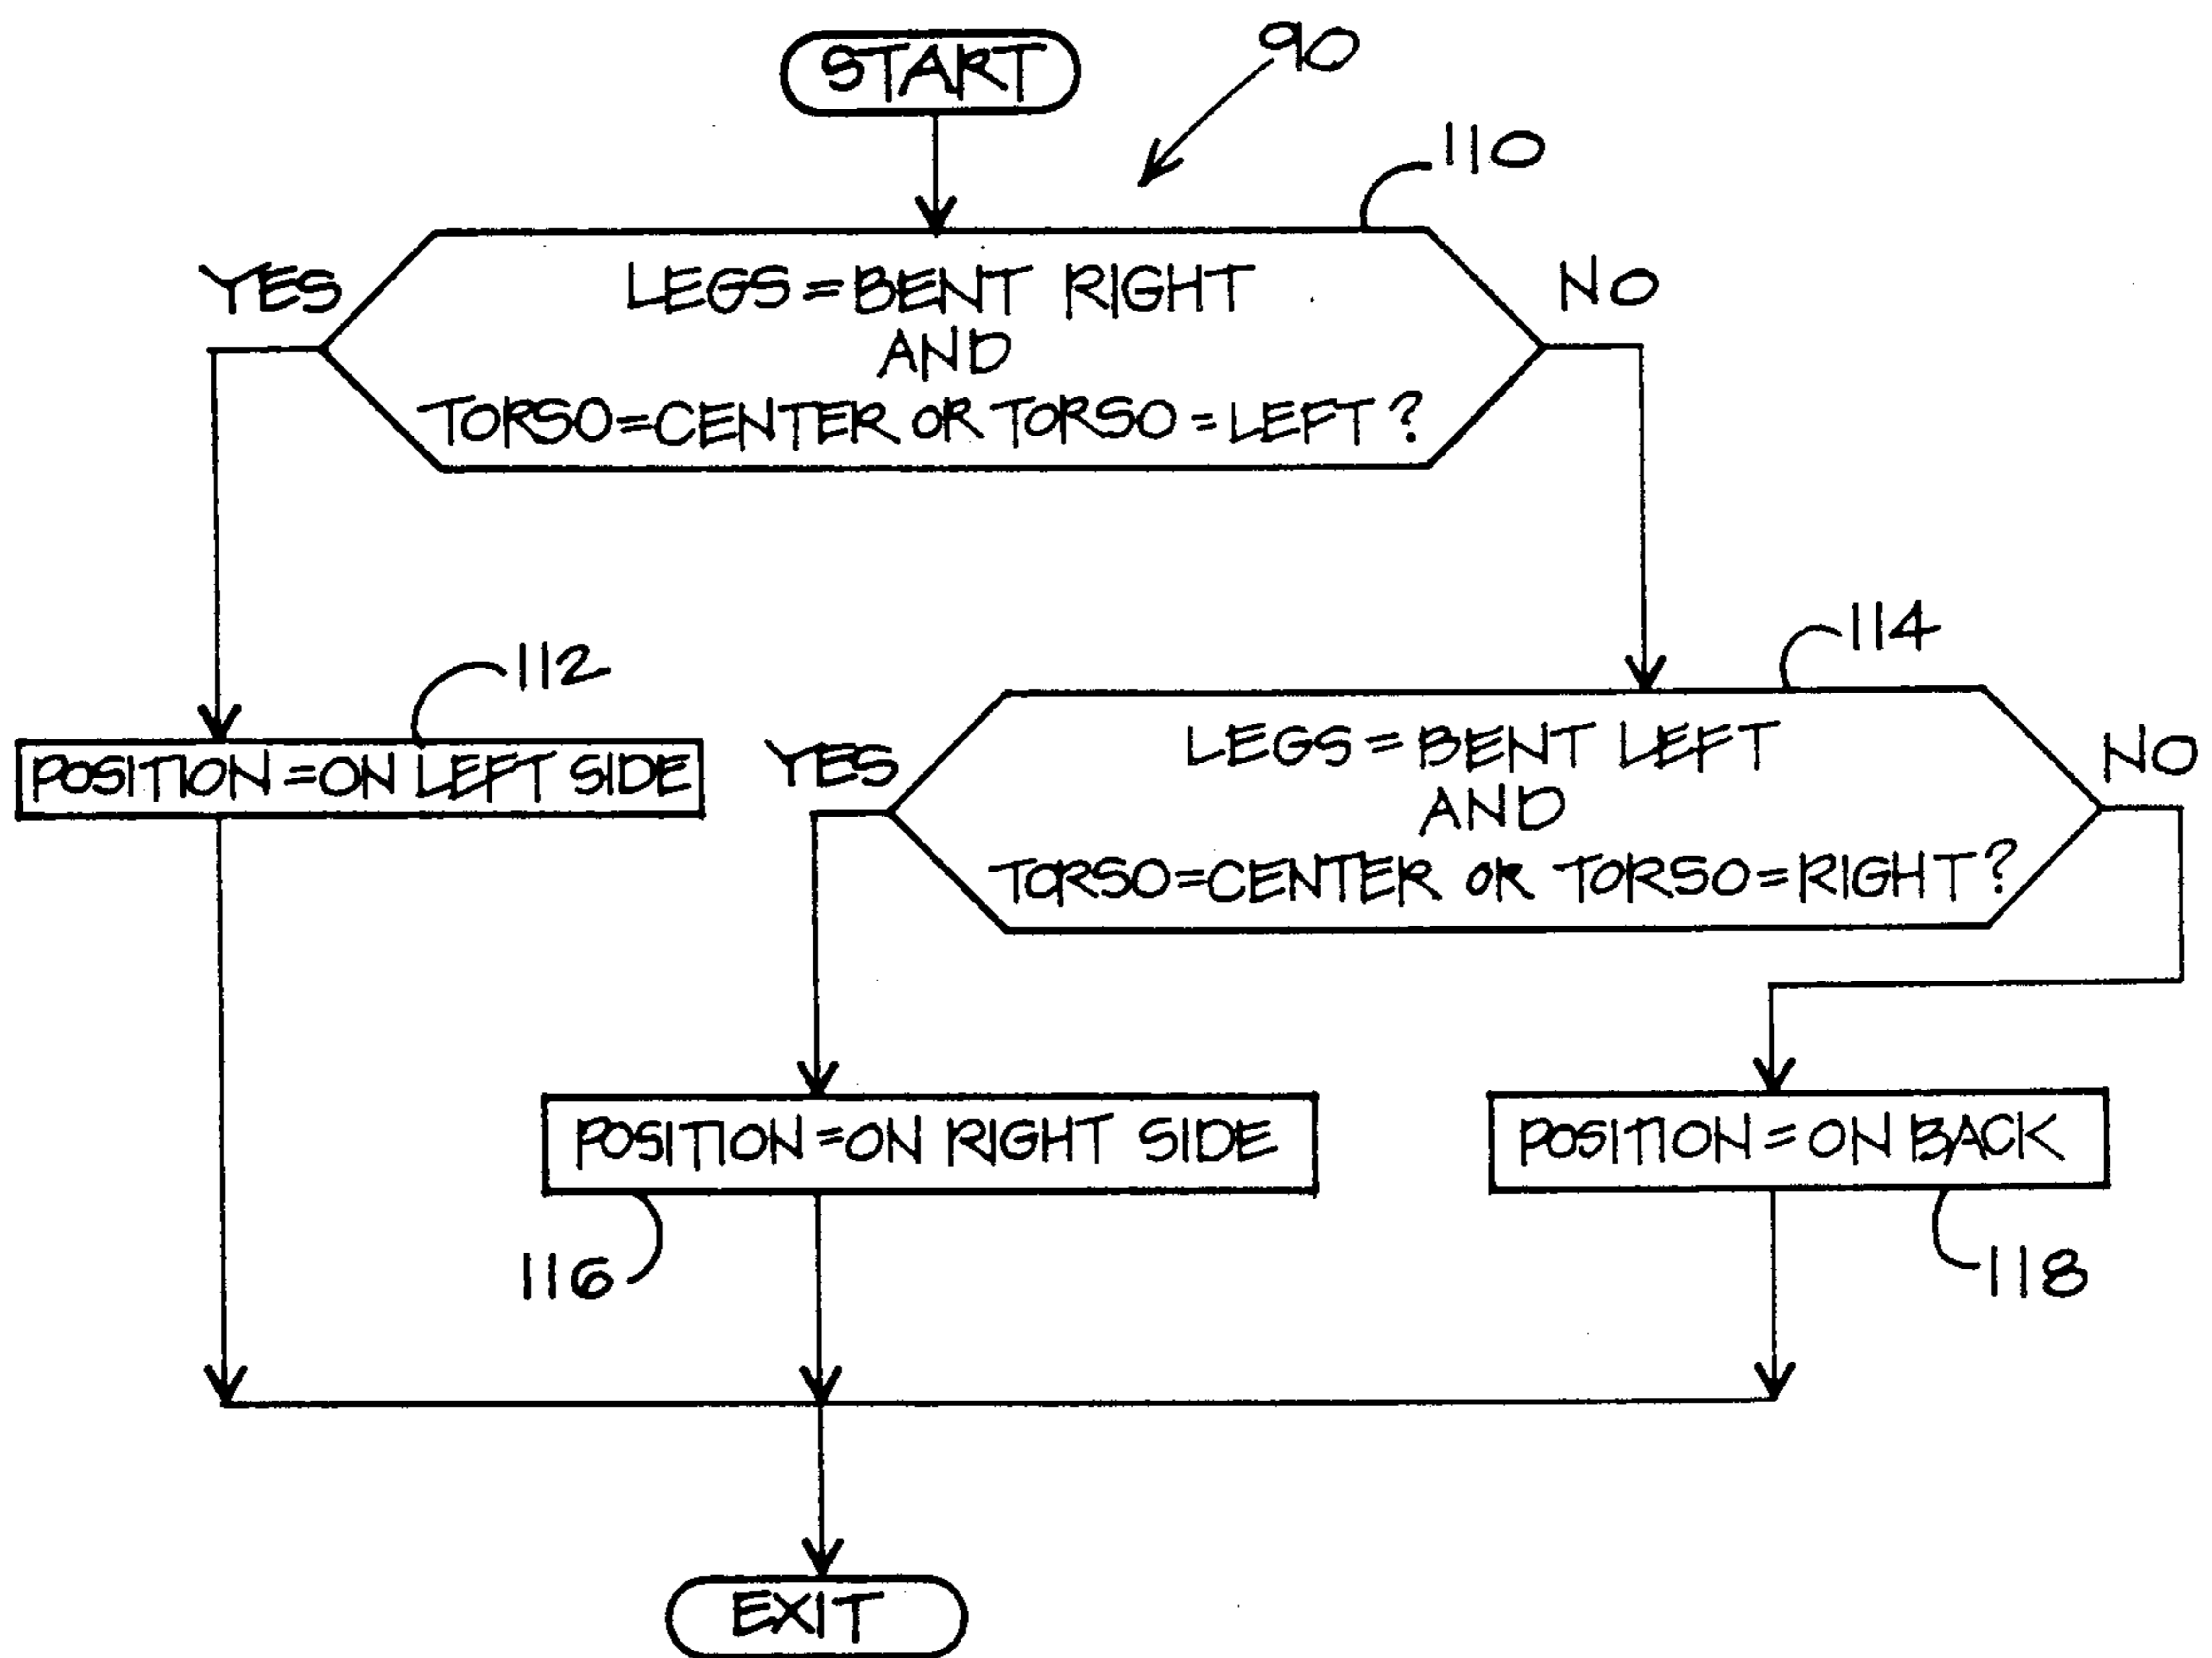 START
90
110
YES
LEGS = BENT RIGHT
AND
TORSO = CENTER OR TORSO = LEFT ?
NO
112
114
POSITION = ON LEFT SIDE
YES
LEGS = BENT LEFT
AND
TORSO = CENTER OR TORSO = RIGHT ?
NO
POSITION = ON RIGHT SIDE
POSITION = ON BACK
116
118
EXIT